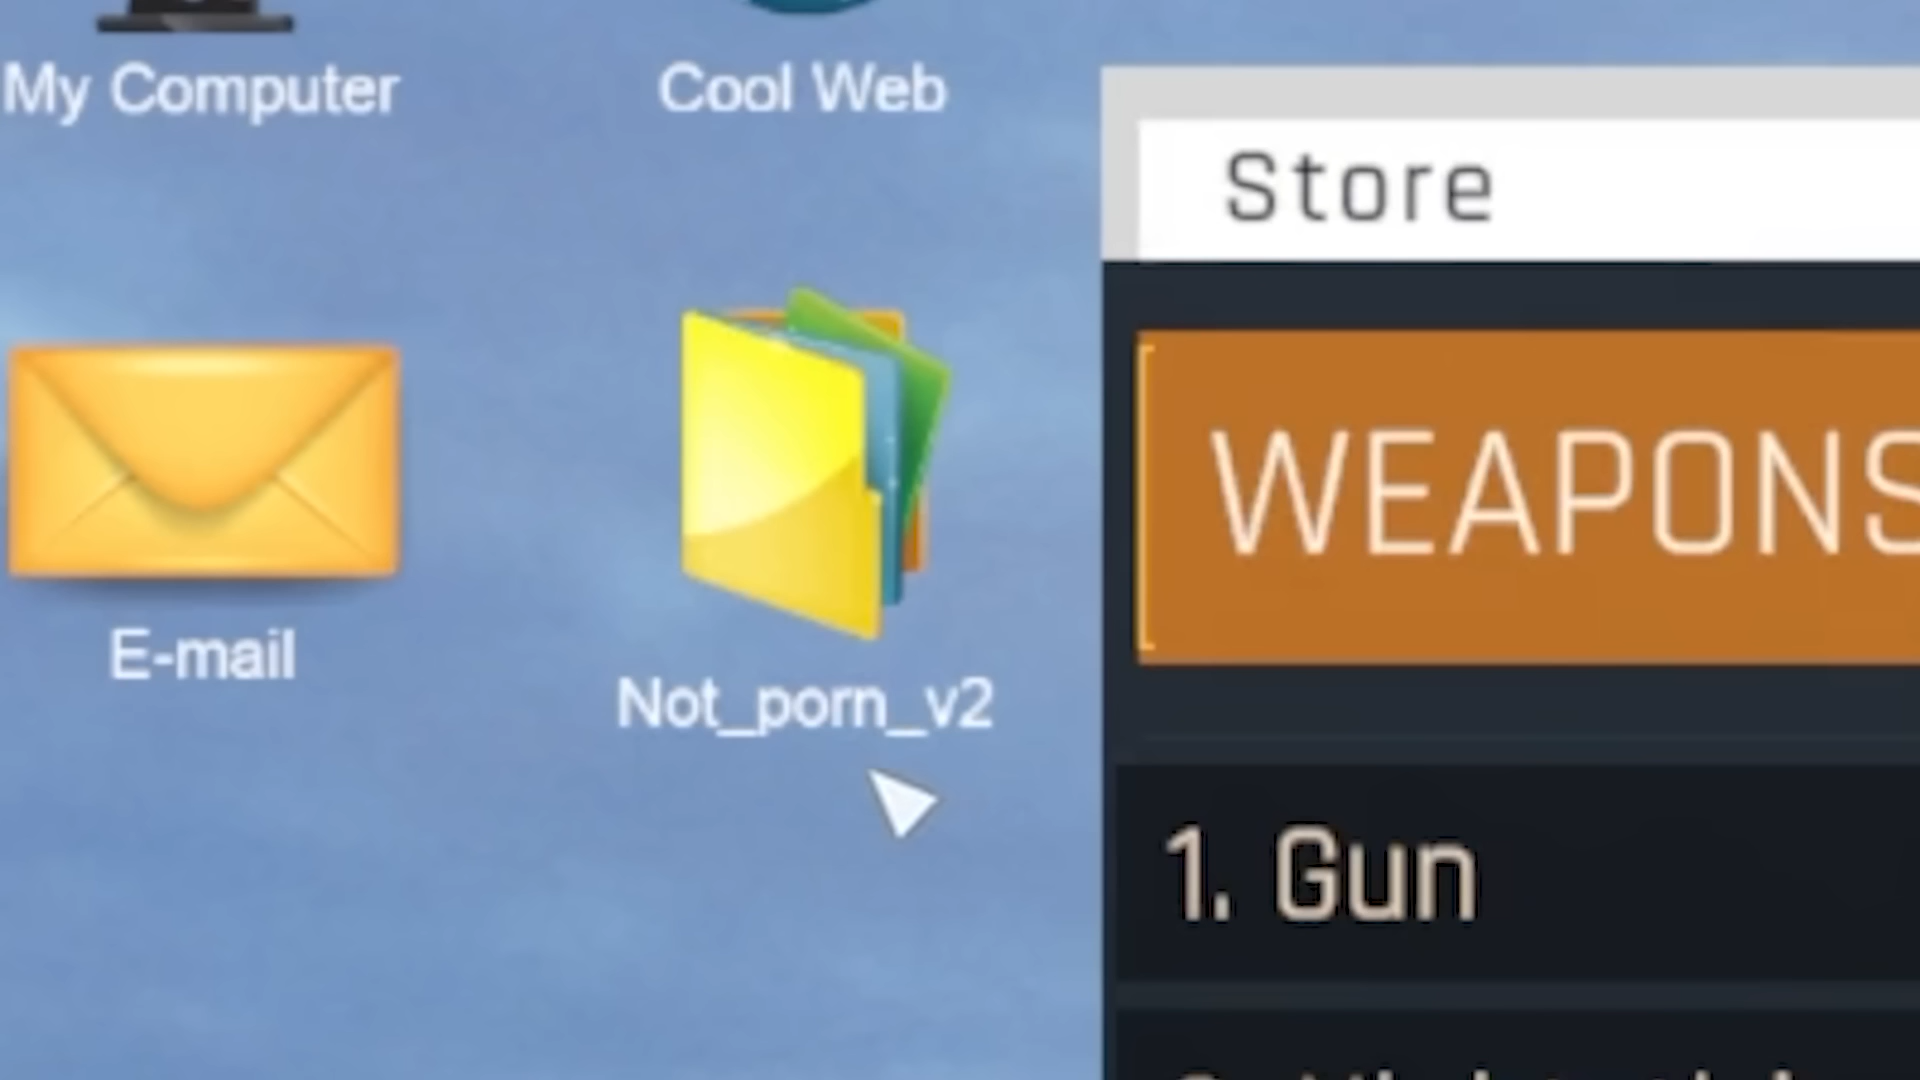 My Computer
Cool Web
E-mail
Not_porn_v2
Store
WEAPONS
1. Gun